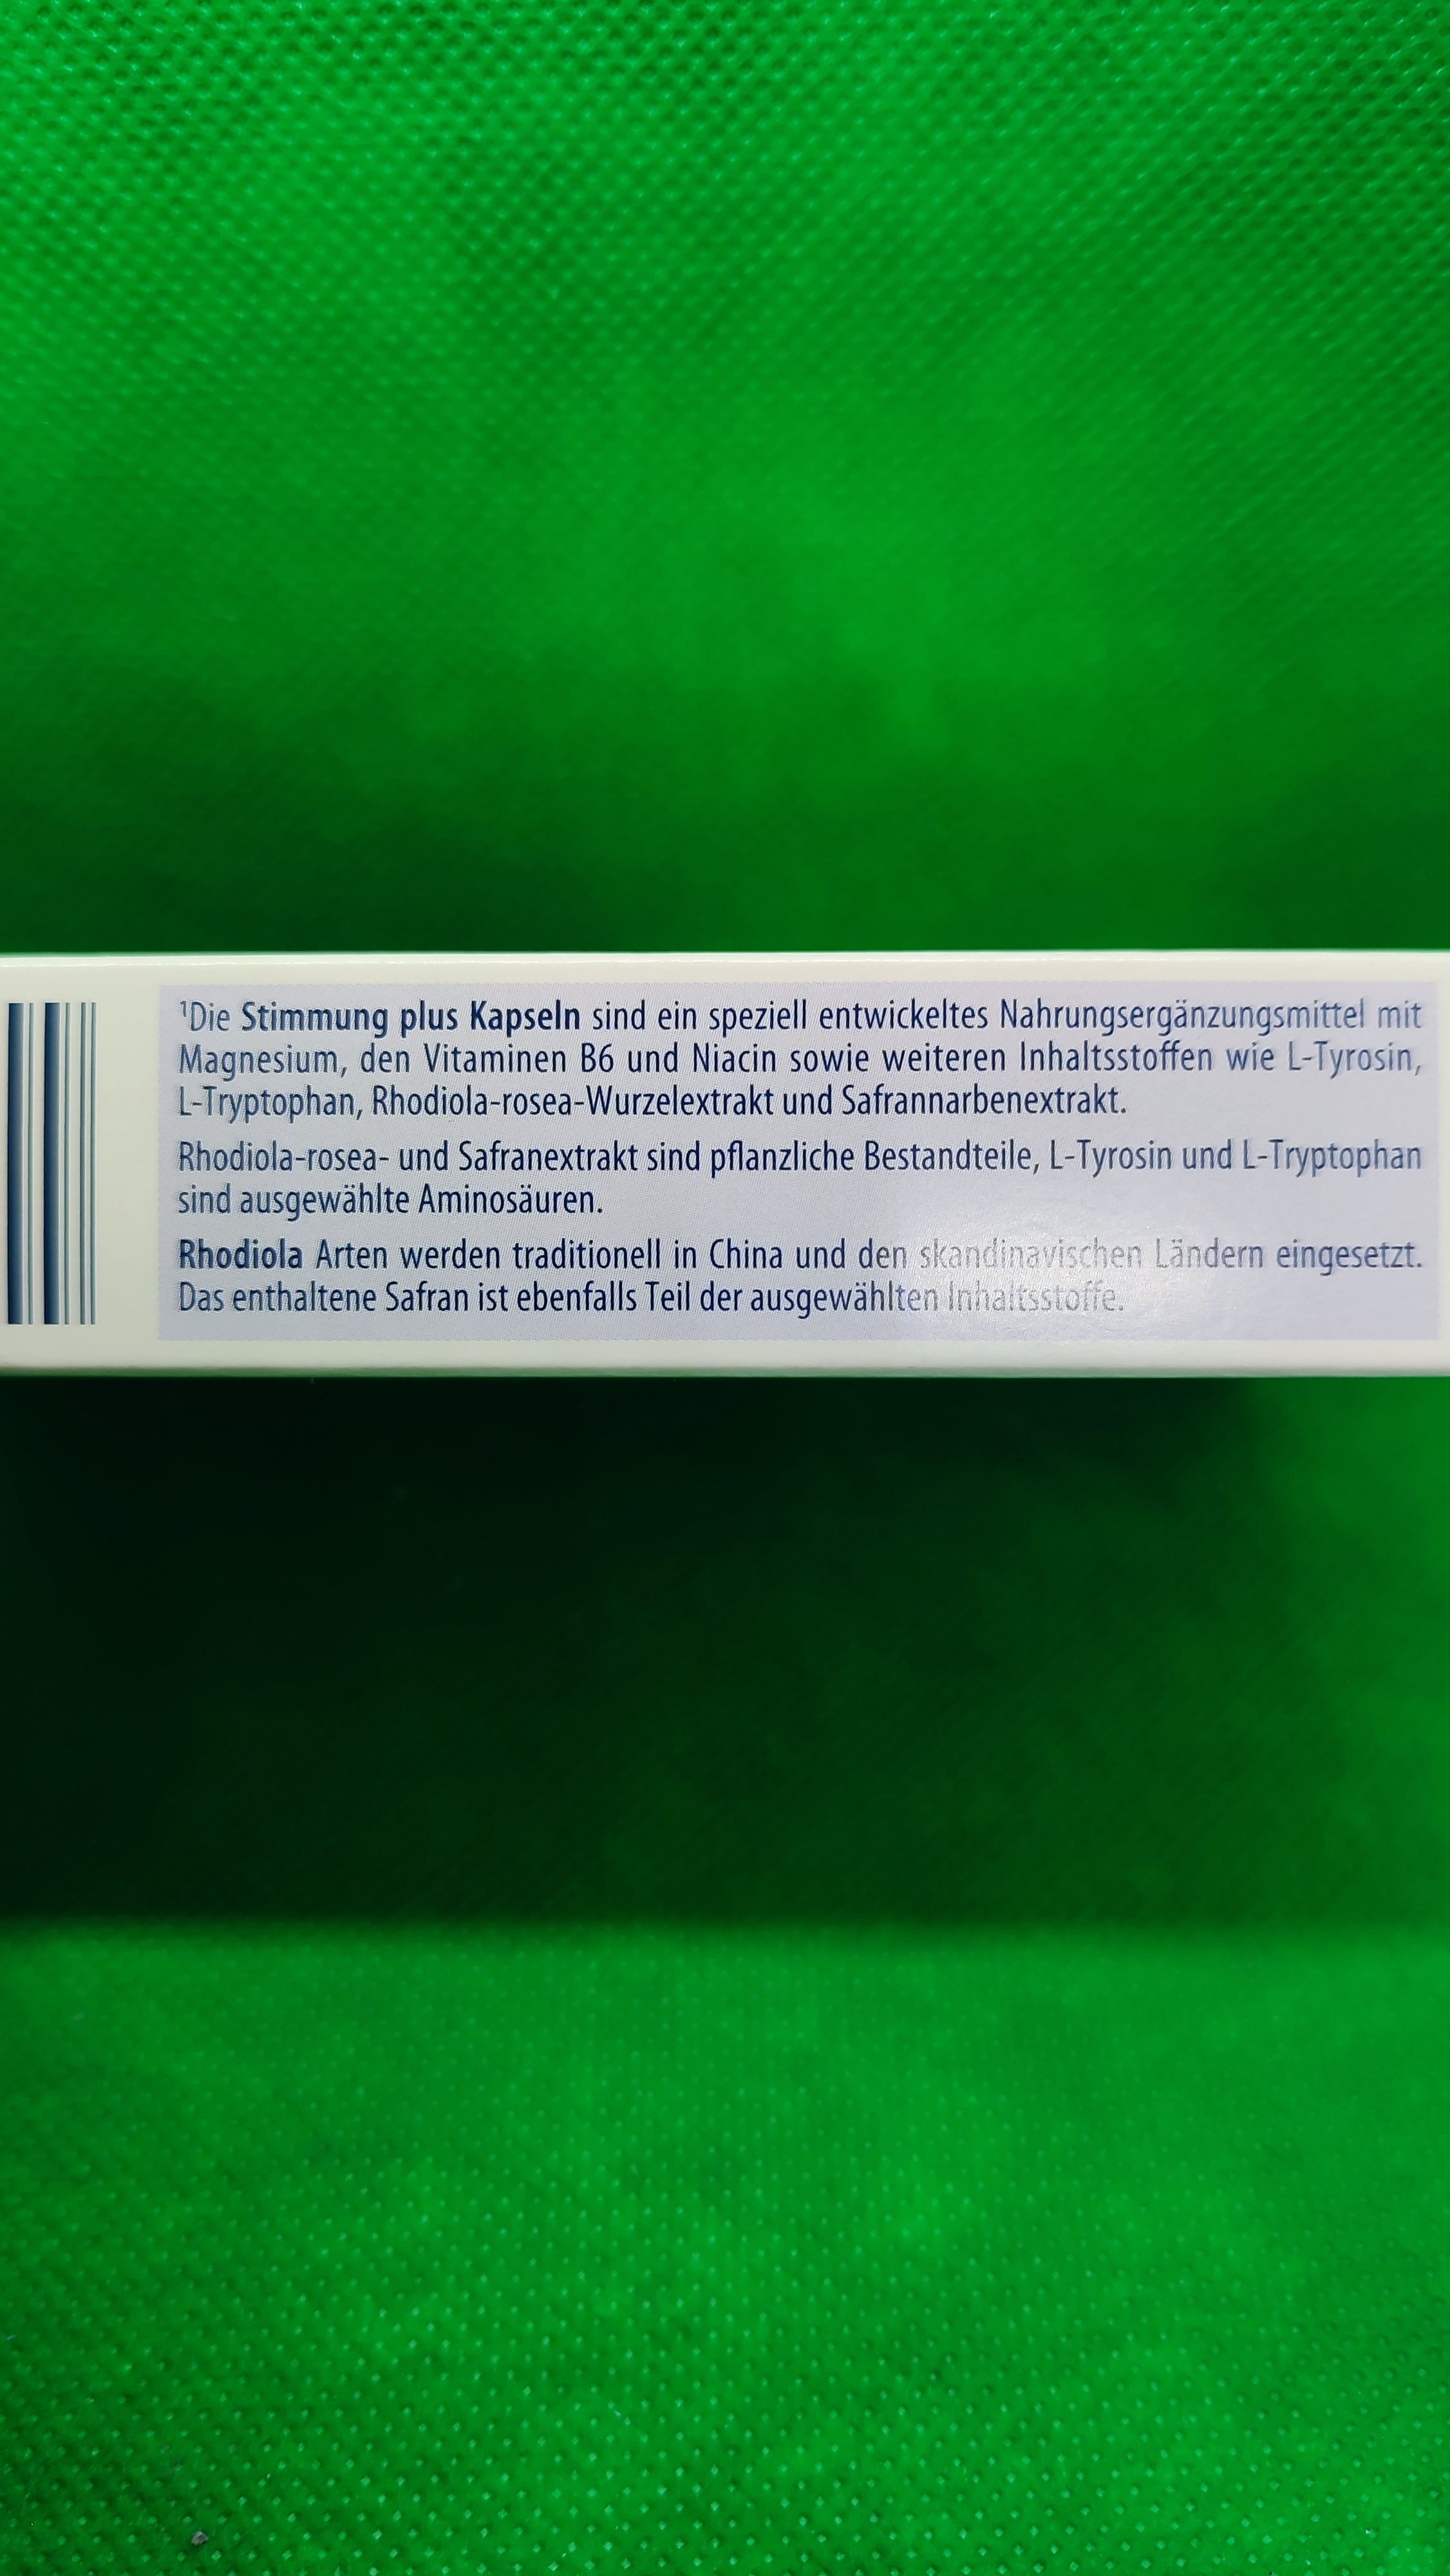 ¹Die Stimmung plus Kapseln sind ein speziell entwickeltes Nahrungsergänzungsmittel mit
Magnesium, den Vitaminen B6 und Niacin sowie weiteren Inhaltsstoffen wie L-Tyrosin,
L-Tryptophan, Rhodiola-rosea-Wurzelextrakt und Safrannarbenextrakt.
Rhodiola-rosea- und Safranextrakt sind pflanzliche Bestandteile, L-Tyrosin und L-Tryptophan
sind ausgewählte Aminosäuren.
Rhodiola Arten werden traditionell in China und den skandinavischen Ländern eingesetzt.
Das enthaltene Safran ist ebenfalls Teil der ausgewählten Inhaltsstoffe.